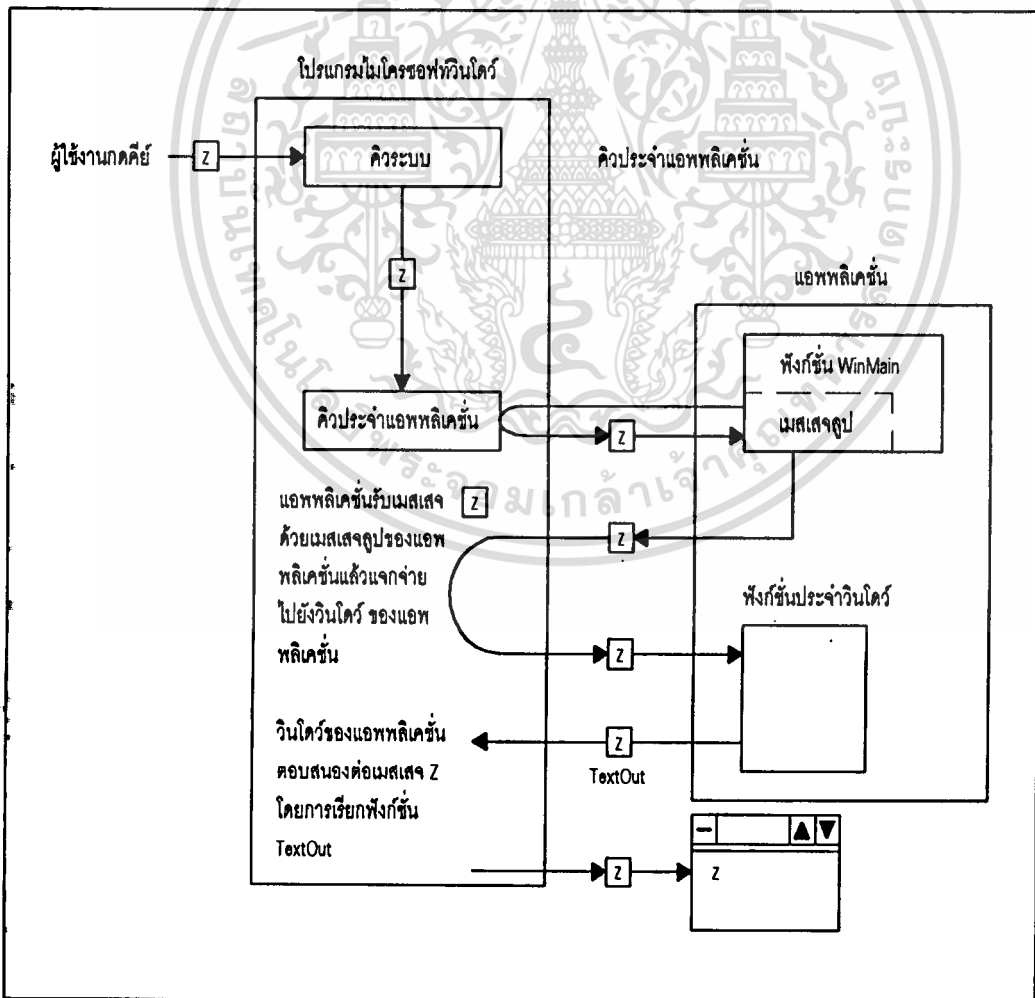 โปรแกรมไมโครซอฟท์วินโดว์
ผู้ใช้งานกดคีย์
Z
คิวระบบ
คิวประจำแอพพลิเคชั่น
Z
แอพพลิเคชั่น
ฟังก์ชั่น WinMain
คิวประจำแอพพลิเคชั่น
Z
เมสเสจลูป
แอพพลิเคชั่นรับเมสเสจ Z
ด้วยเมสเสจลูปของแอพ
พลิเคชั่นแล้วแจกจ่าย
ไปยังวินโดว์ ของแอพ
พลิเคชั่น
Z
ฟังก์ชั่นประจำวินโดว์
Z
วินโดว์ของแอพพลิเคชั่น
ตอบสนองต่อเมสเสจ Z
โดยการเรียกฟังก์ชั่น
TextOut
Z
TextOut
Z
Z